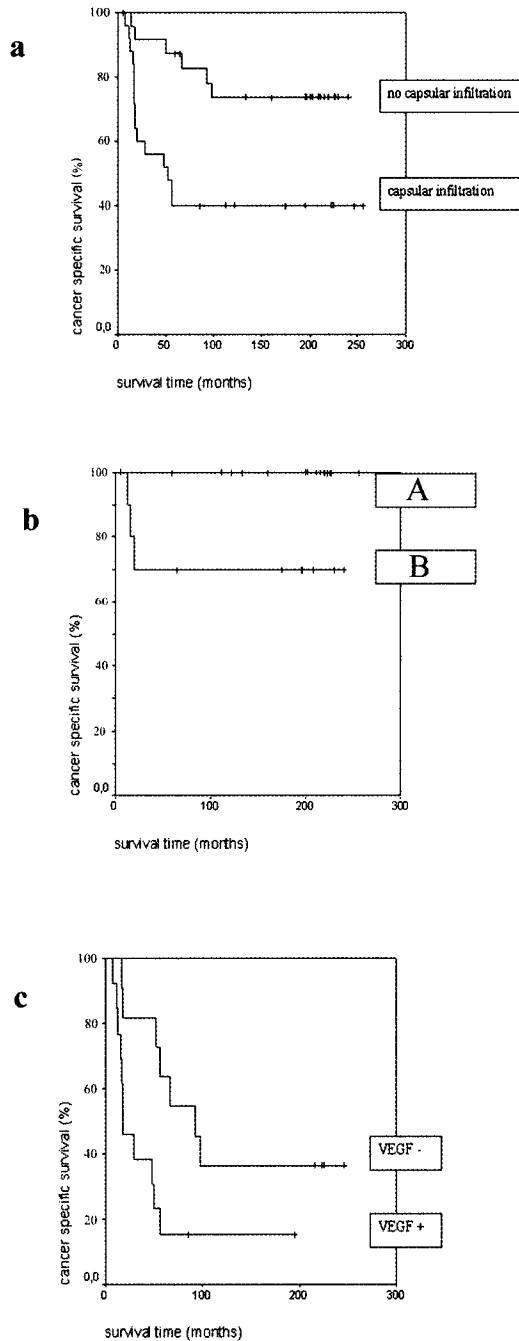 a
cancer specific survival (%)
100
80
60
40
20
0,0
no capsular infiltration
capsular infiltration
0 50 100 150 200 250 300
survival time (months)
b
cancer specific survival (%)
100
80
60
40
20
0,0
A
B
0 100 200 300
survival time (months)
c
cancer specific survival (%)
100
80
60
40
20
0,0
VEGF -
VEGF +
0 100 200 300
survival time (months)